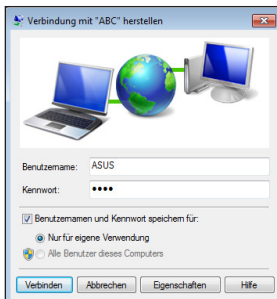 Verbindung mit "ABC" herstellen
Benutzername: ASUS
Kennwort: ••••
Benutzernamen und Kennwort speichern für:
Nur für eigene Verwendung
Alle Benutzer dieses Computers
Verbinden Abbrechen Eigenschaften Hilfe